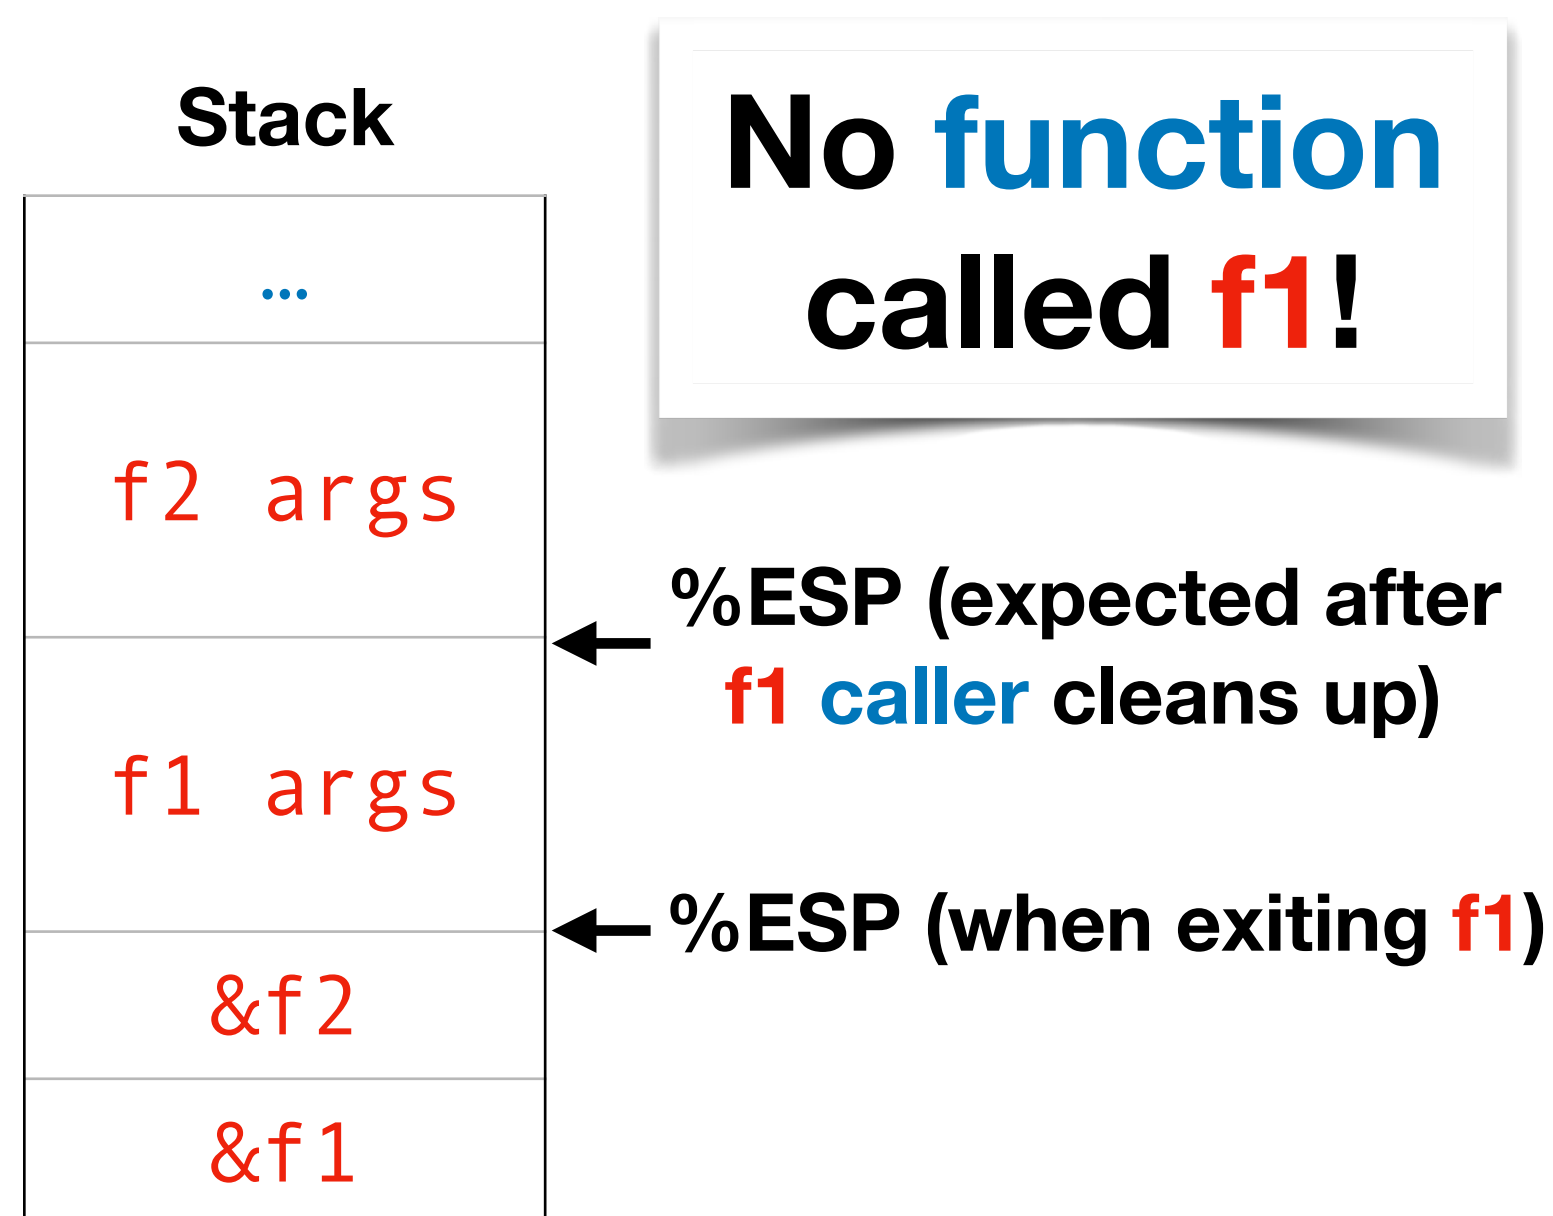 Stack
No function
called f1!
...
f2 args
%ESP (expected after
f1 caller cleans up)
f1 args
%ESP (when exiting f1)
&f2
&f1